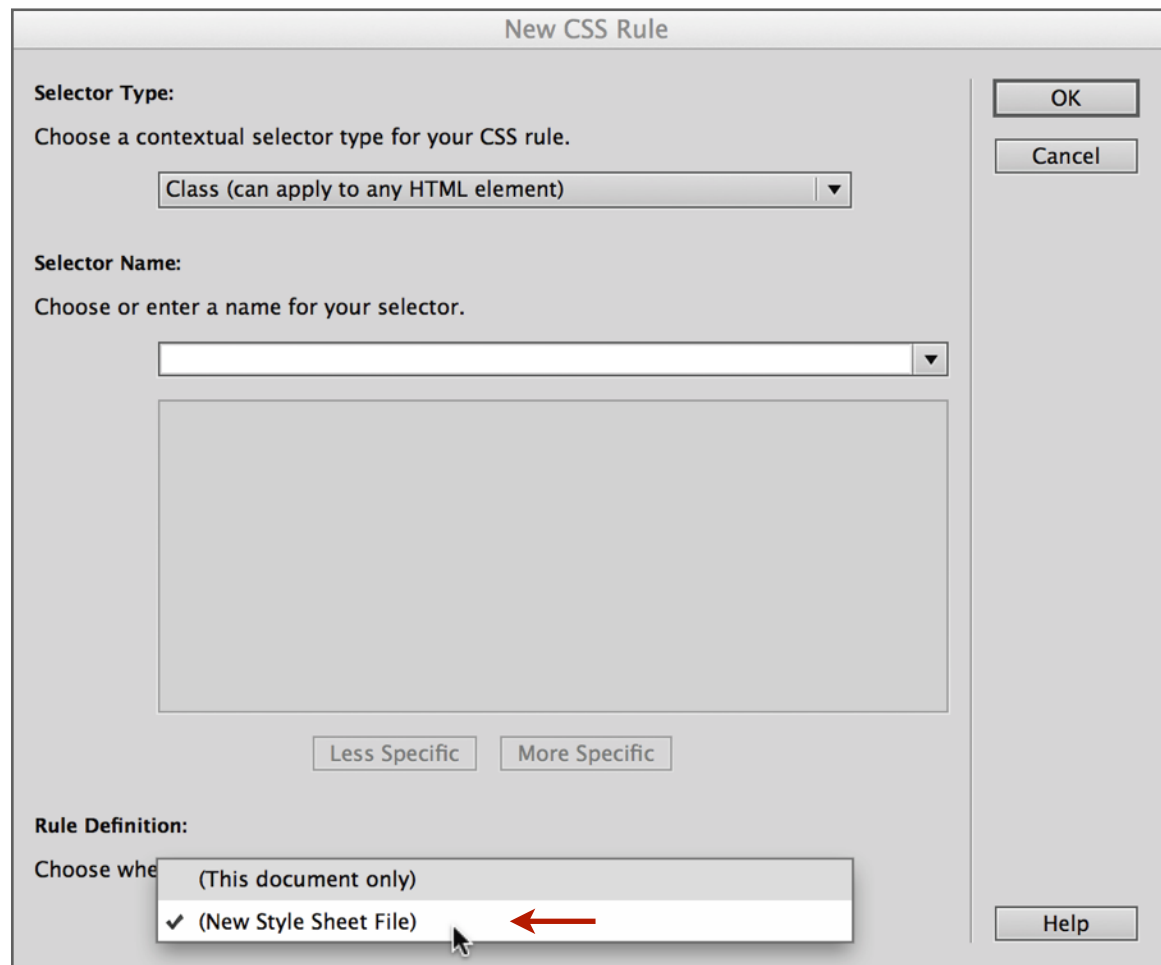 New CSS Rule
Selector Type:
OK
Choose a contextual selector type for your CSS rule.
Cancel
Class (can apply to any HTML element)
Selector Name:
Choose or enter a name for your selector.
Less Specific
More Specific
Rule Definition:
Choose whe
(This document only)
✓ (New Style Sheet File)
Help